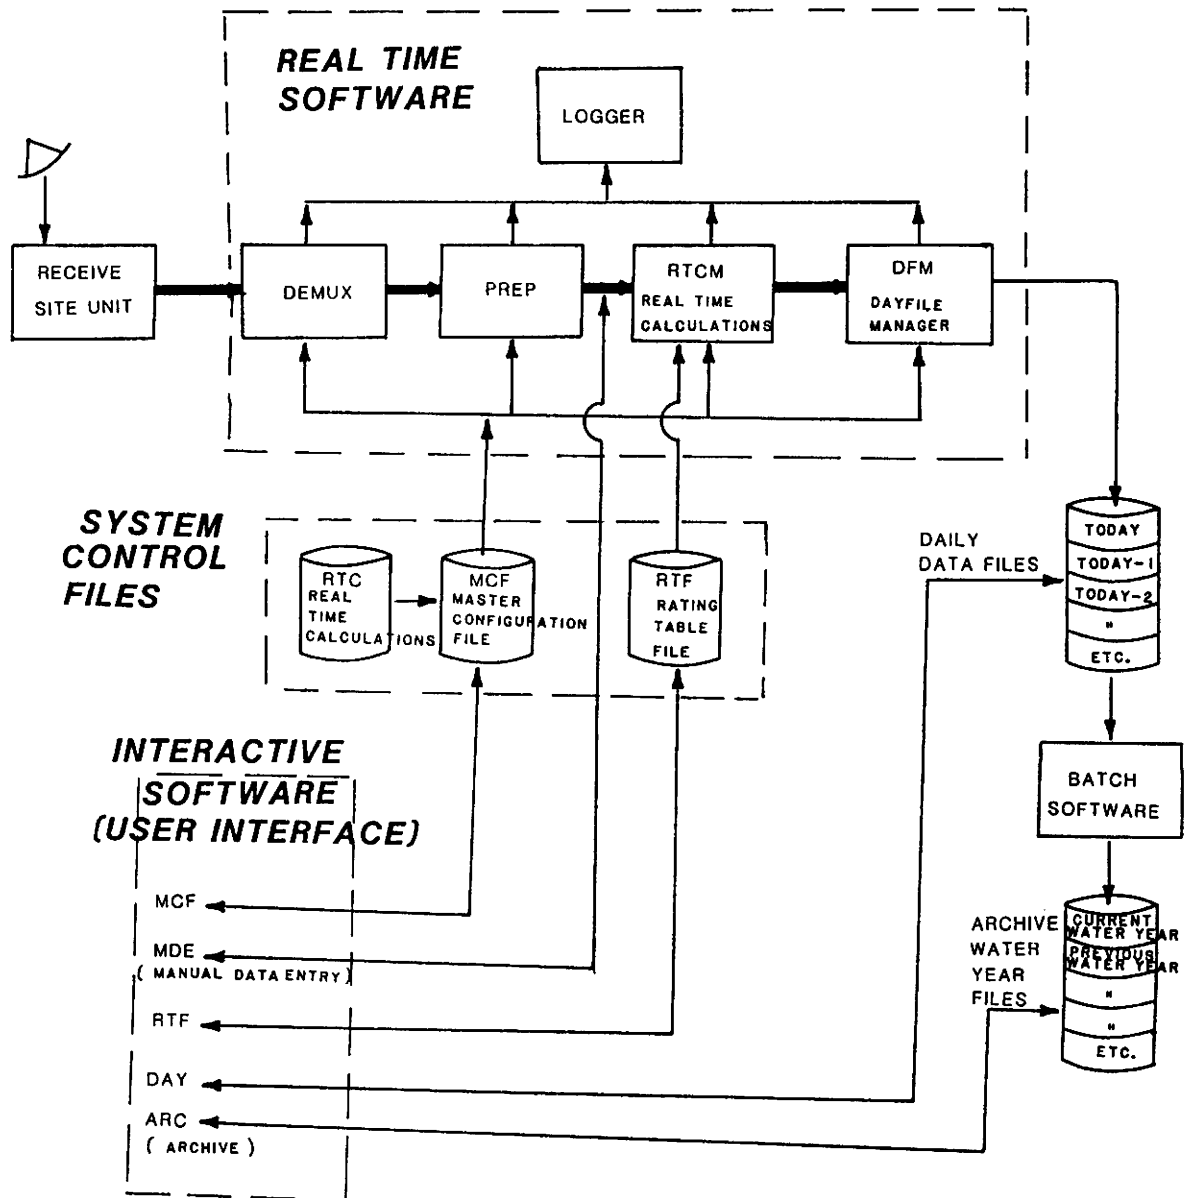 REAL TIME
SOFTWARE
LOGGER
RECEIVE
SITE UNIT
DEMUX
PREP
RTCM
REAL TIME
CALCULATIONS
DFM
DAYFILE
MANAGER
SYSTEM
CONTROL
FILES
RTC
REAL
TIME
CALCULATIONS
MCF
MASTER
CONFIGURATION
FILE
RTF
RATING
TABLE
FILE
DAILY
DATA FILES
TODAY
TODAY-1
TODAY-2
"
ETC.
BATCH
SOFTWARE
INTERACTIVE
SOFTWARE
(USER INTERFACE)
MCF
MDE
( MANUAL DATA ENTRY )
RTF
DAY
ARC
( ARCHIVE )
ARCHIVE
WATER
YEAR
FILES
CURRENT
WATER YEAR
PREVIOUS
WATER YEAR
"
"
ETC.